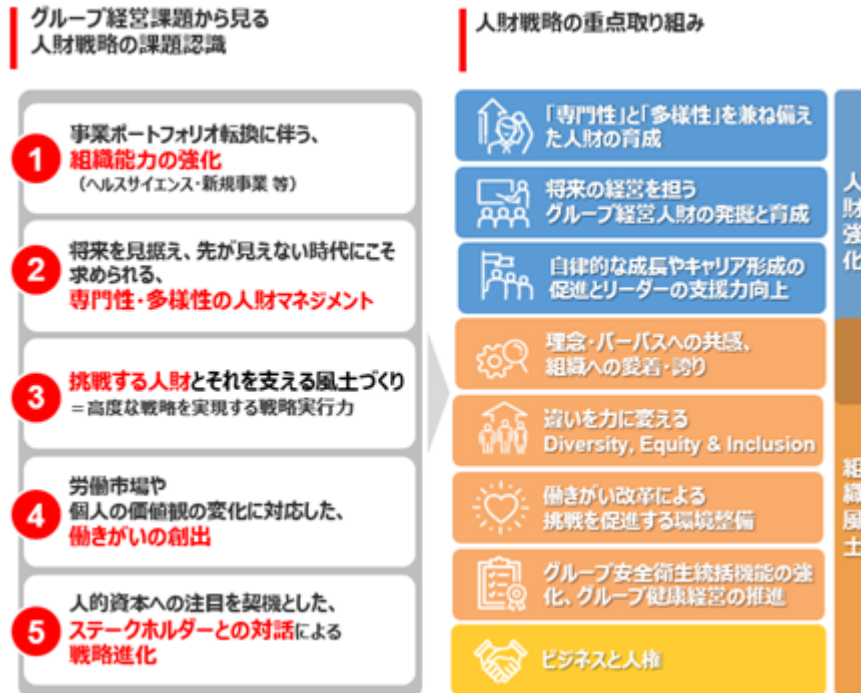 グループ経営課題から見る
人財戦略の課題認識
1
事業ポートフォリオ転換に伴う、
組織能力の強化
（ヘルスサイエンス・新規事業 等）
2
将来を見据え、先が見えない時代にこそ
求められる、
専門性・多様性の人財マネジメント
3
挑戦する人財とそれを支える風土づくり
＝高度な戦略を実現する戦略実行力
4
労働市場や
個人の価値観の変化に対応した、
働きがいの創出
5
人的資本への注目を契機とした、
ステークホルダーとの対話による
戦略進化
人財戦略の重点取り組み
「専門性」と「多様性」を兼ね備え
た人財の育成
将来の経営を担う
グループ経営人財の発掘と育成
自律的な成長やキャリア形成の
促進とリーダーの支援力向上
理念・パーパスへの共感、
組織への愛着・誇り
違いを力に変える
Diversity, Equity & Inclusion
働きがい改革による
挑戦を促進する環境整備
グループ安全衛生統括機能の強
化、グループ健康経営の推進
ビジネスと人権
人財強化
組織風土